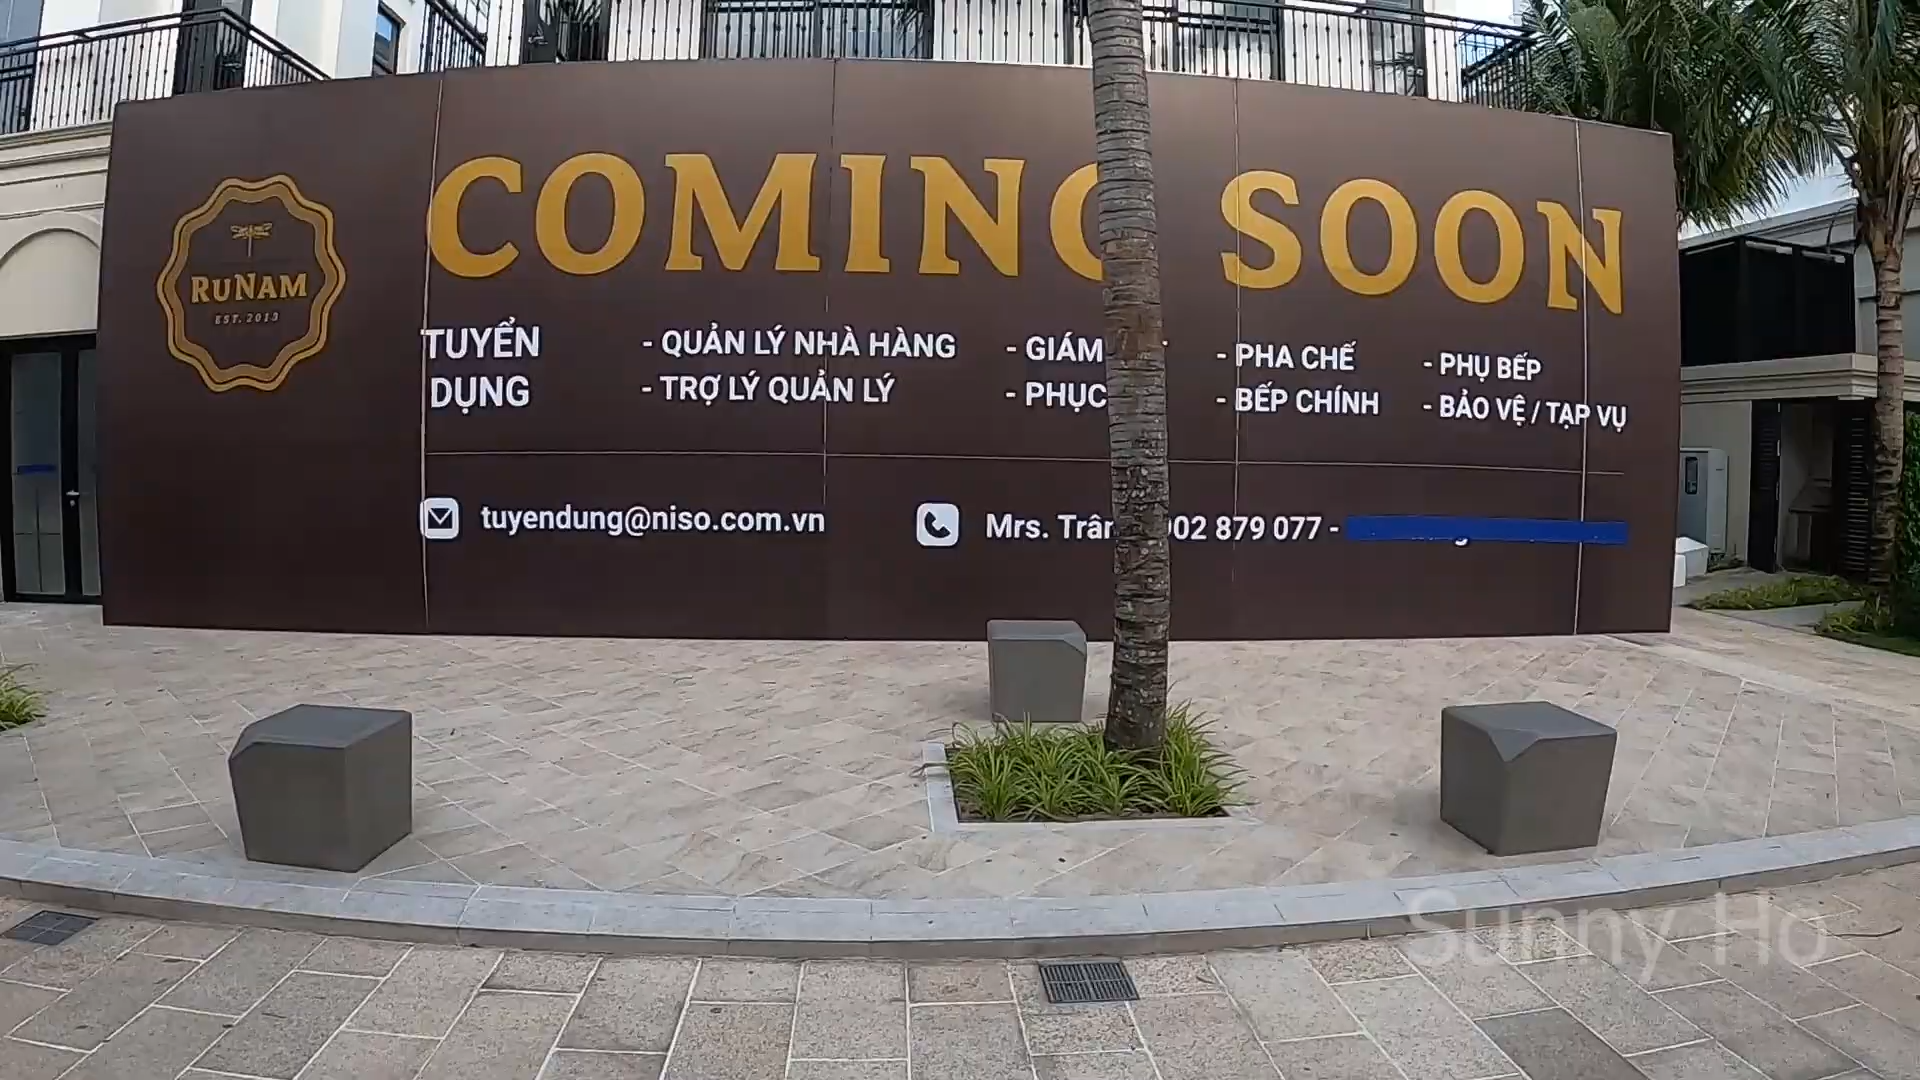 RUNAM
EST. 2013
COMING SOON
TUYỂN DỤNG
- QUẢN LÝ NHÀ HÀNG
- TRỢ LÝ QUẢN LÝ
- GIÁM
- PHỤC
- PHA CHẾ
- BẾP CHÍNH
- PHỤ BẾP
- BẢO VỆ / TẠP VỤ
tuyendung@niso.com.vn
Mrs. Trân 02 879 077 -
Sunny Ho